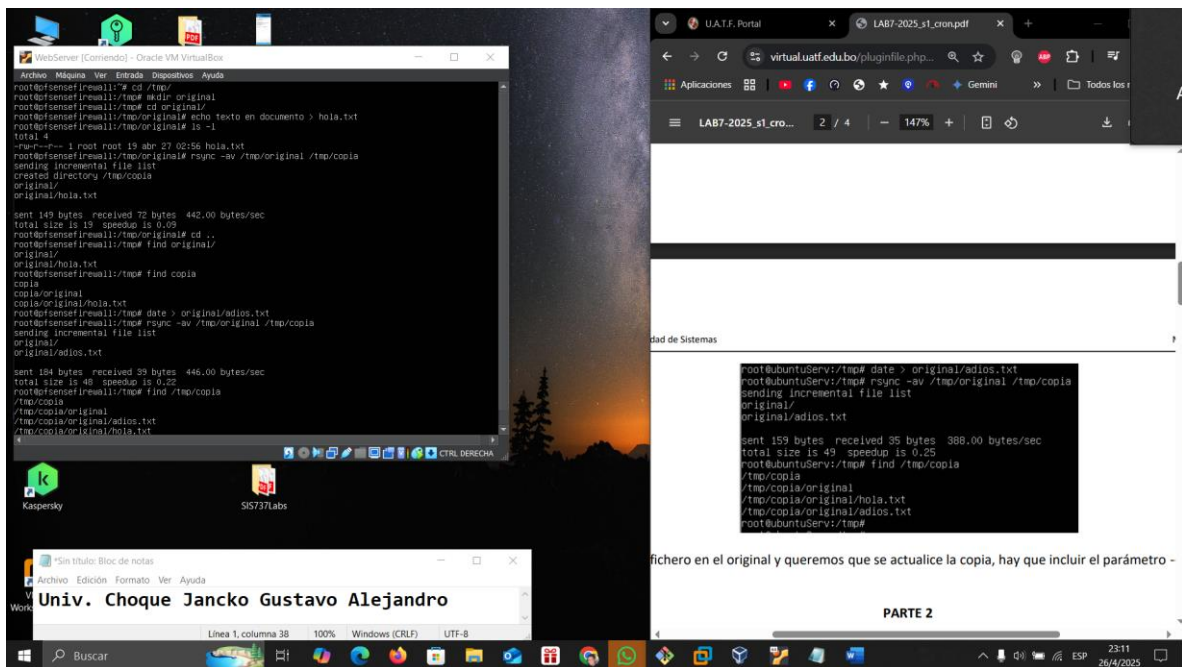 WebServer [Corriendo] - Oracle VM VirtualBox
Archivo Máquina Ver Entrada Dispositivos Ayuda
root@pfsensefirewall:~# cd /tmp/
root@pfsensefirewall:/tmp# mkdir original
root@pfsensefirewall:/tmp# cd original/
root@pfsensefirewall:/tmp/original# echo texto en documento > hola.txt
root@pfsensefirewall:/tmp/original# ls -l
total 4
-rw-r--r-- 1 root root 19 abr 27 02:56 hola.txt
root@pfsensefirewall:/tmp/original# rsync -av /tmp/original /tmp/copia
sending incremental file list
created directory /tmp/copia
original/
original/hola.txt
sent 149 bytes received 72 bytes 442.00 bytes/sec
total size is 19 speedup is 0.09
root@pfsensefirewall:/tmp/original# cd ..
root@pfsensefirewall:/tmp# find original/
original/
original/hola.txt
root@pfsensefirewall:/tmp# find copia
copia
copia/original
copia/original/hola.txt
root@pfsensefirewall:/tmp# date > original/adios.txt
root@pfsensefirewall:/tmp# rsync -av /tmp/original /tmp/copia
sending incremental file list
original/
original/adios.txt
sent 184 bytes received 39 bytes 446.00 bytes/sec
total size is 48 speedup is 0.22
root@pfsensefirewall:/tmp# find /tmp/copia
/tmp/copia
/tmp/copia/original
/tmp/copia/original/adios.txt
/tmp/copia/original/hola.txt
CTRL DERECHA
Kaspersky
SIS737Labs
*Sin título: Bloc de notas
Archivo Edición Formato Ver Ayuda
Univ. Choque Jancko Gustavo Alejandro
Línea 1, columna 38 100% Windows (CRLF) UTF-8
U.A.T.F. Portal
LAB7-2025_s1_cron.pdf
virtual.uatf.edu.bo/pluginfile.php...
Aplicaciones Gemini » Todos los
LAB7-2025_s1_cro... 2 / 4 147%
dad de Sistemas
root@ubuntuServ:/tmp# date > original/adios.txt
root@ubuntuServ:/tmp# rsync -av /tmp/original /tmp/copia
sending incremental file list
original/
original/adios.txt
sent 159 bytes received 35 bytes 388.00 bytes/sec
total size is 49 speedup is 0.25
root@ubuntuServ:/tmp# find /tmp/copia
/tmp/copia
/tmp/copia/original
/tmp/copia/original/hola.txt
/tmp/copia/original/adios.txt
root@ubuntuServ:/tmp#
fichero en el original y queremos que se actualice la copia, hay que incluir el parámetro -
PARTE 2
Buscar
ESP
23:11
26/4/2025